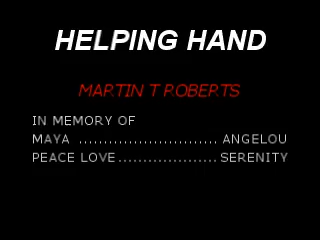 HELPING HAND
MARTIN T ROBERTS
IN MEMORY OF
MAYA ............................ ANGELOU
PEACE LOVE.................... SERENITY